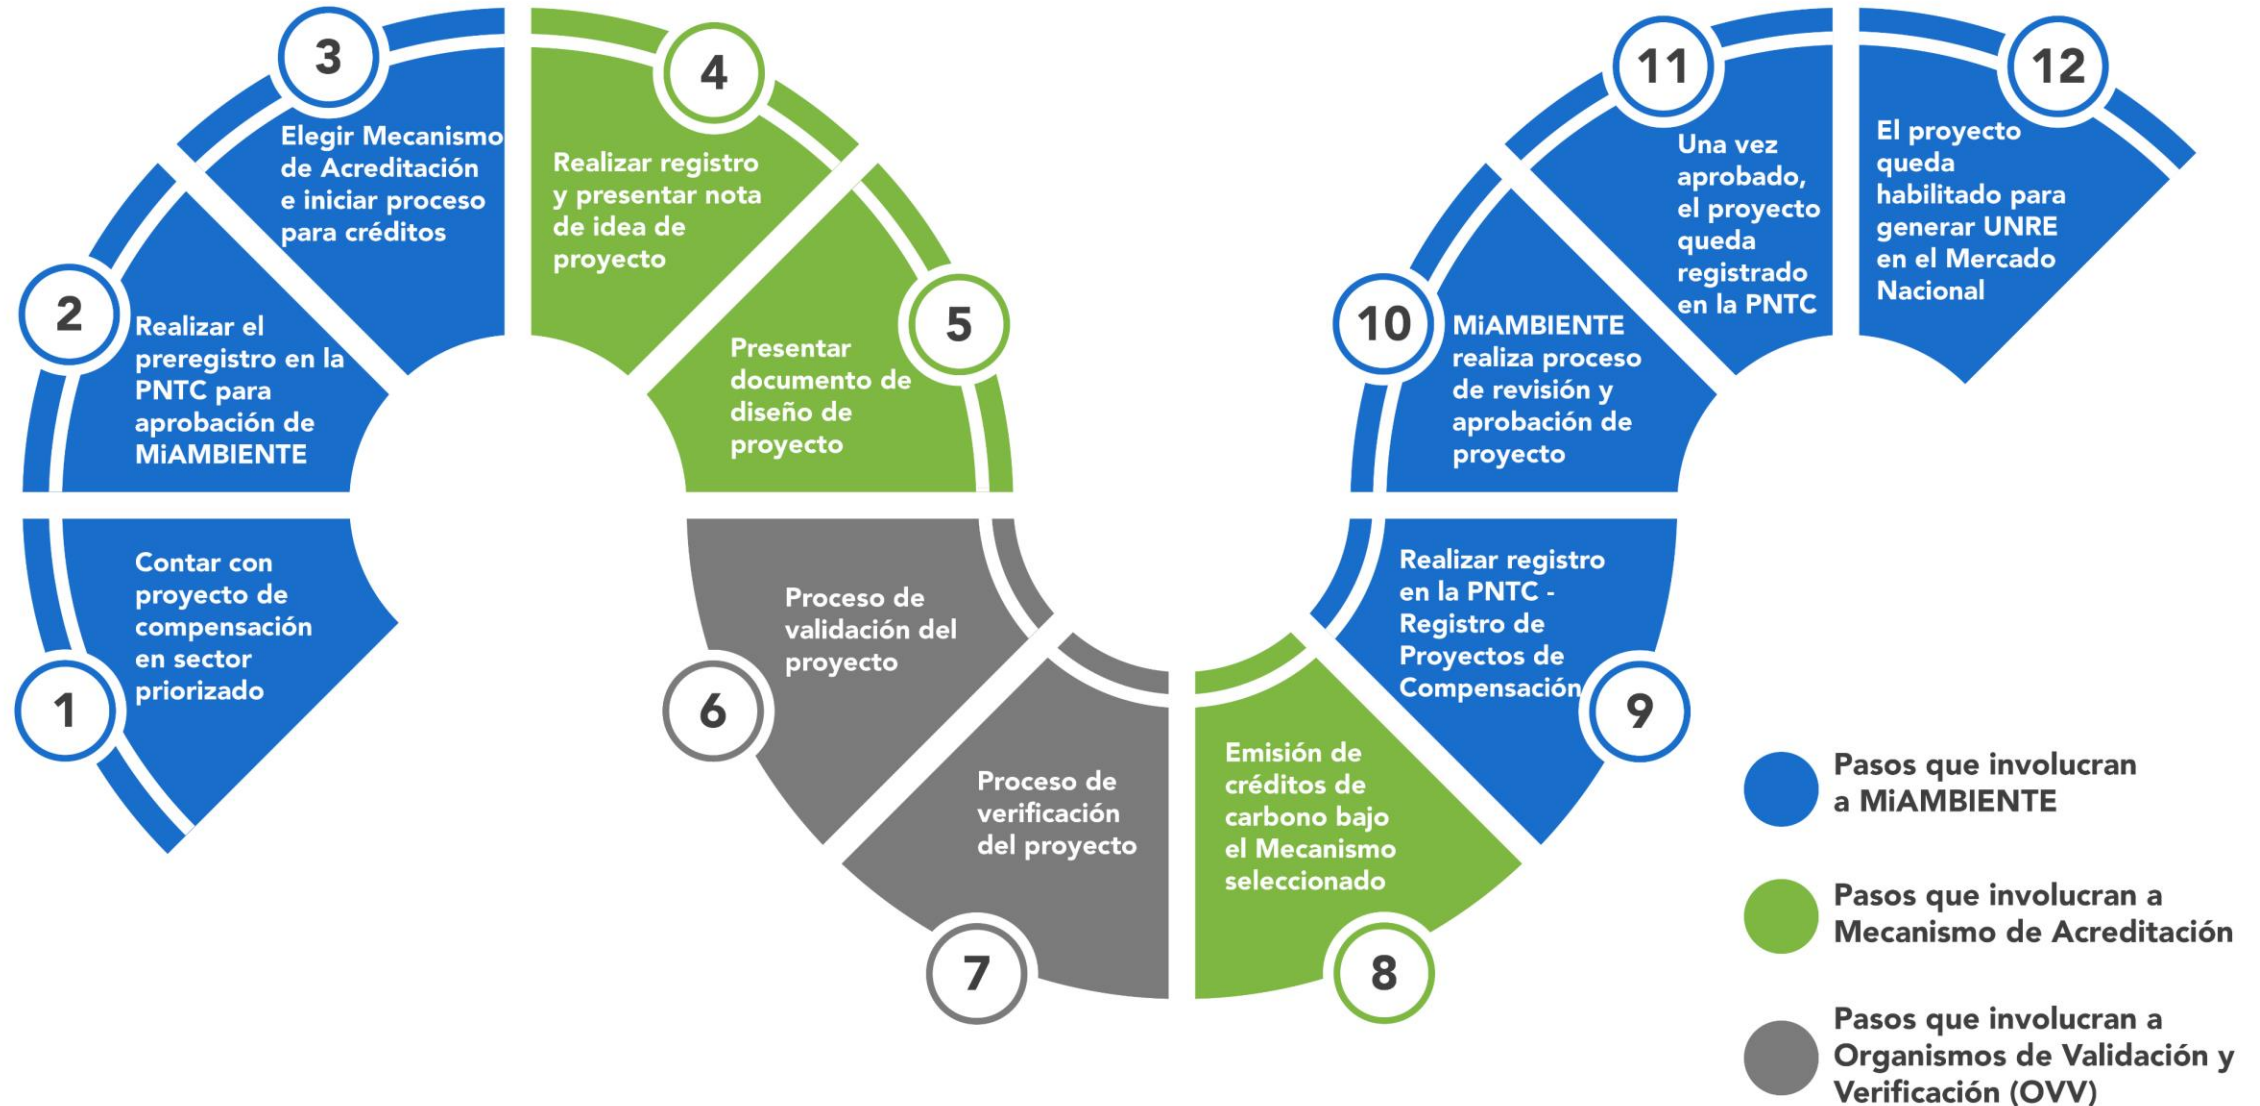 1
Contar con
proyecto de
compensación
en sector
priorizado
2
Realizar el
preregistro en la
PNTC para
aprobación de
MiAMBIENTE
3
Elegir Mecanismo
de Acreditación
e iniciar proceso
para créditos
4
Realizar registro
y presentar nota
de idea de
proyecto
5
Presentar
documento de
diseño de
proyecto
6
Proceso de
validación del
proyecto
7
Proceso de
verificación
del proyecto
8
Emisión de
créditos de
carbono bajo
el Mecanismo
seleccionado
9
Realizar registro
en la PNTC -
Registro de
Proyectos de
Compensación
10
MiAMBIENTE
realiza proceso
de revisión y
aprobación de
proyecto
11
Una vez
aprobado,
el proyecto
queda
registrado
en la PNTC
12
El proyecto
queda
habilitado para
generar UNRE
en el Mercado
Nacional
Pasos que involucran
a MiAMBIENTE
Pasos que involucran a
Mecanismo de Acreditación
Pasos que involucran a
Organismos de Validación y
Verificación (OVV)